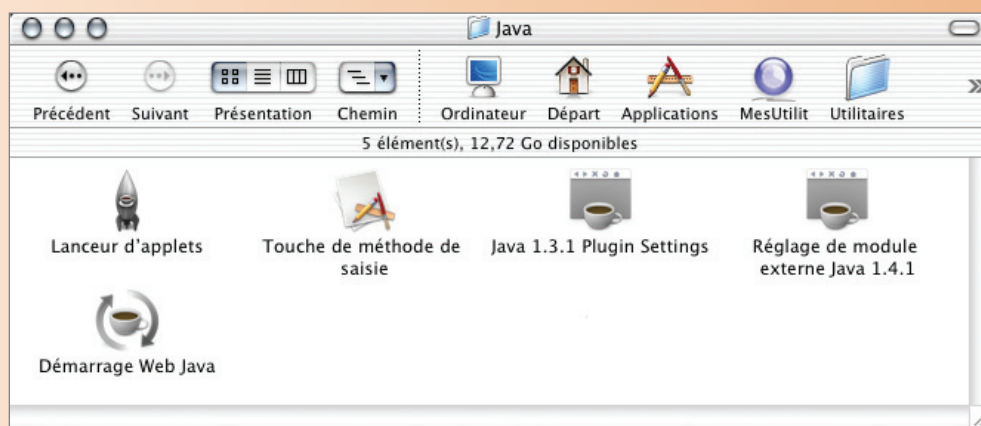 Java
Précédent Suivant Présentation Chemin Ordinateur Départ Applications MesUtilit Utilitaires
5 élément(s), 12,72 Go disponibles
Lanceur d'applets
Touche de méthode de
saisie
Java 1.3.1 Plugin Settings
Réglage de module
externe Java 1.4.1
Démarrage Web Java